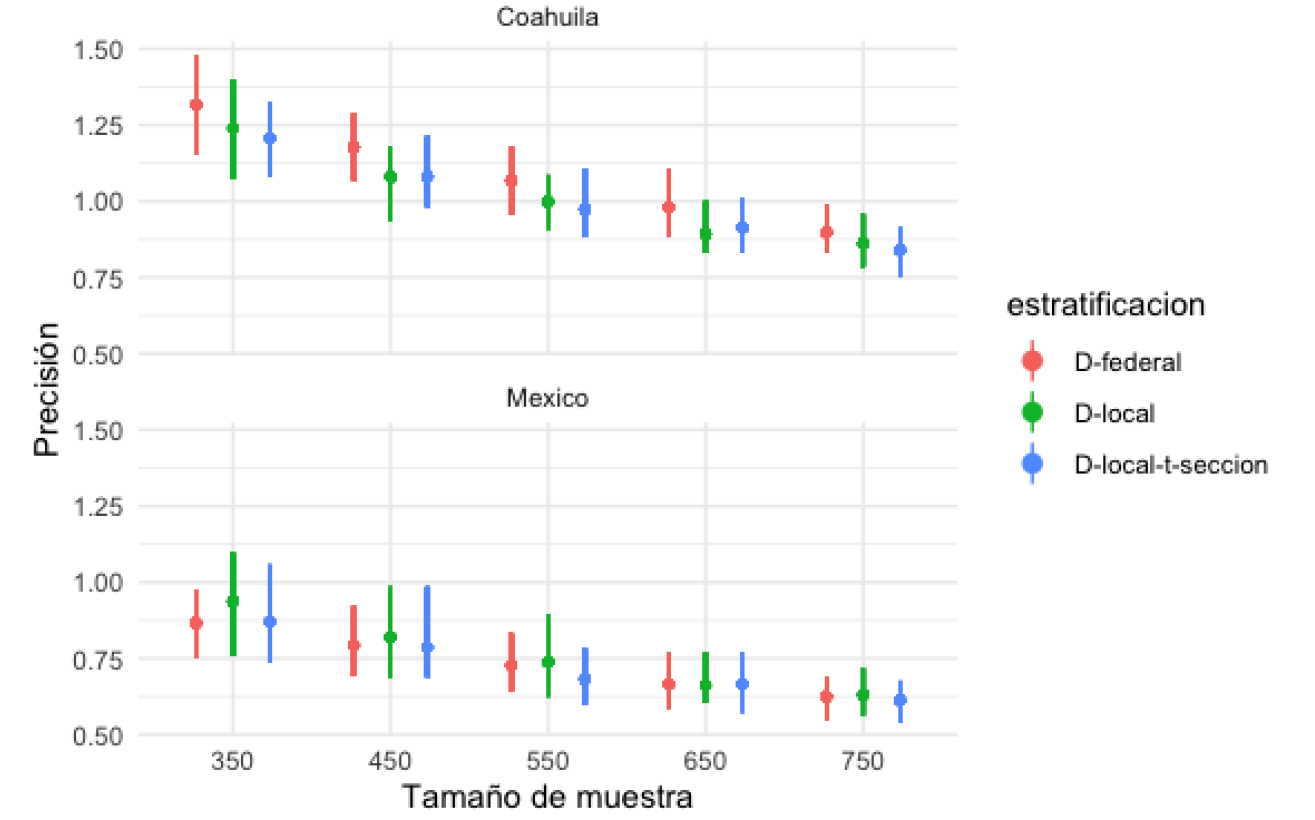 Coahuila
1.50
1.25
1.00
0.75
0.50
Precisión
Mexico
1.50
1.25
1.00
0.75
0.50
350 450 550 650 750
Tamaño de muestra
estratificacion
D-federal
D-local
D-local-t-seccion